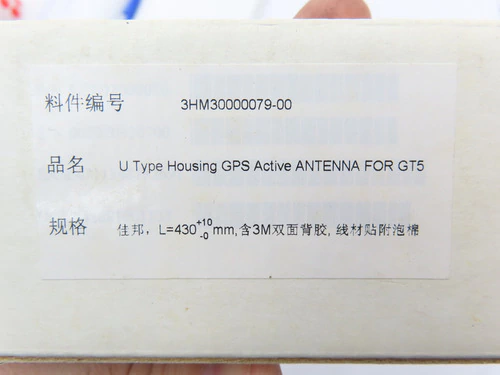 料件编号 3HM30000079-00
品名 U Type Housing GPS Active ANTENNA FOR GT5
规格 佳邦，L=430+10-0mm,含3M双面背胶, 线材贴附泡棉